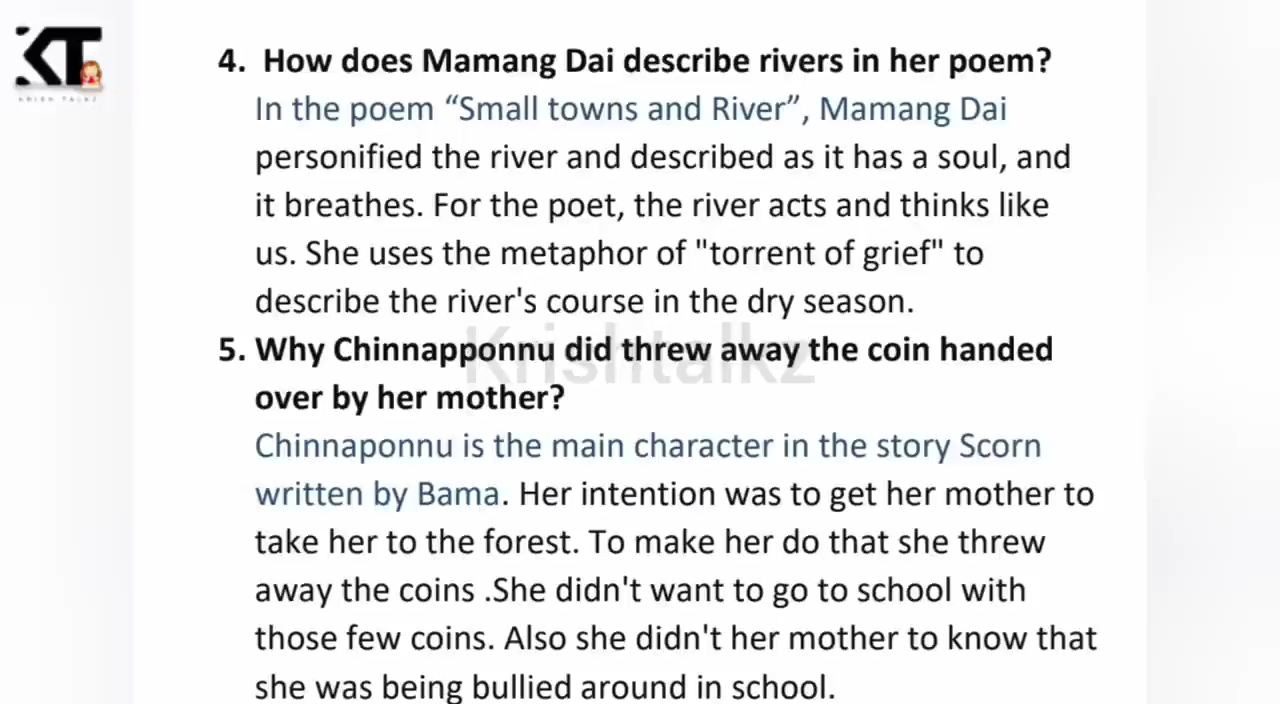 KT
KRISH TALKZ
4. How does Mamang Dai describe rivers in her poem?
In the poem “Small towns and River”, Mamang Dai
personified the river and described as it has a soul, and
it breathes. For the poet, the river acts and thinks like
us. She uses the metaphor of "torrent of grief" to
describe the river's course in the dry season.
Krishtalkz
5. Why Chinnapponnu did threw away the coin handed
over by her mother?
Chinnaponnu is the main character in the story Scorn
written by Bama. Her intention was to get her mother to
take her to the forest. To make her do that she threw
away the coins .She didn't want to go to school with
those few coins. Also she didn't her mother to know that
she was being bullied around in school.